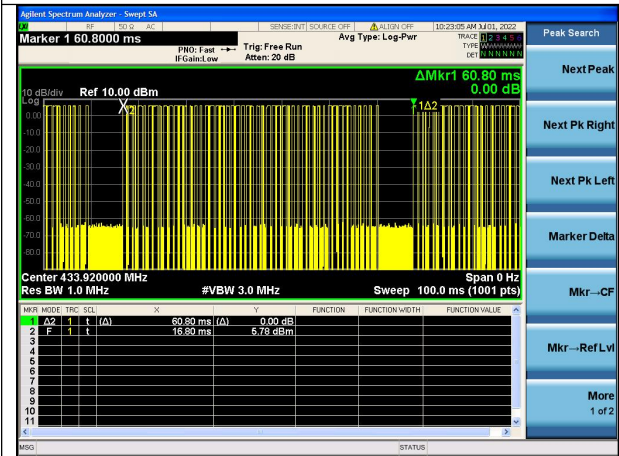 Agilent Spectrum Analyzer - Swept SA
RF 50 Ω AC SENSE:INT SOURCE OFF ALIGN OFF 10:23:05 AM Jul 01, 2022
Marker 1 60.8000 ms
PNO: Fast IFGain:Low
Trig: Free Run Atten: 20 dB
Avg Type: Log-Pwr
TRACE 1 2 3 4 5 6
TYPE
DET N N N N N N
Peak Search
ΔMkr1 60.80 ms
0.00 dB
10 dB/div Ref 10.00 dBm
Log
0.00
-10.0
-20.0
-30.0
-40.0
-50.0
-60.0
-70.0
-80.0
X2
1Δ2
Center 433.920000 MHz Span 0 Hz
Res BW 1.0 MHz #VBW 3.0 MHz Sweep 100.0 ms (1001 pts)
MKR MODE TRC SCL X Y FUNCTION FUNCTION WIDTH FUNCTION VALUE
1 Δ2 1 t (Δ) 60.80 ms (Δ) 0.00 dB
2 F 1 t 16.80 ms 5.78 dBm
3
4
5
6
7
8
9
10
11
MSG STATUS
Next Peak
Next Pk Right
Next Pk Left
Marker Delta
Mkr→CF
Mkr→Ref Lvl
More
1 of 2